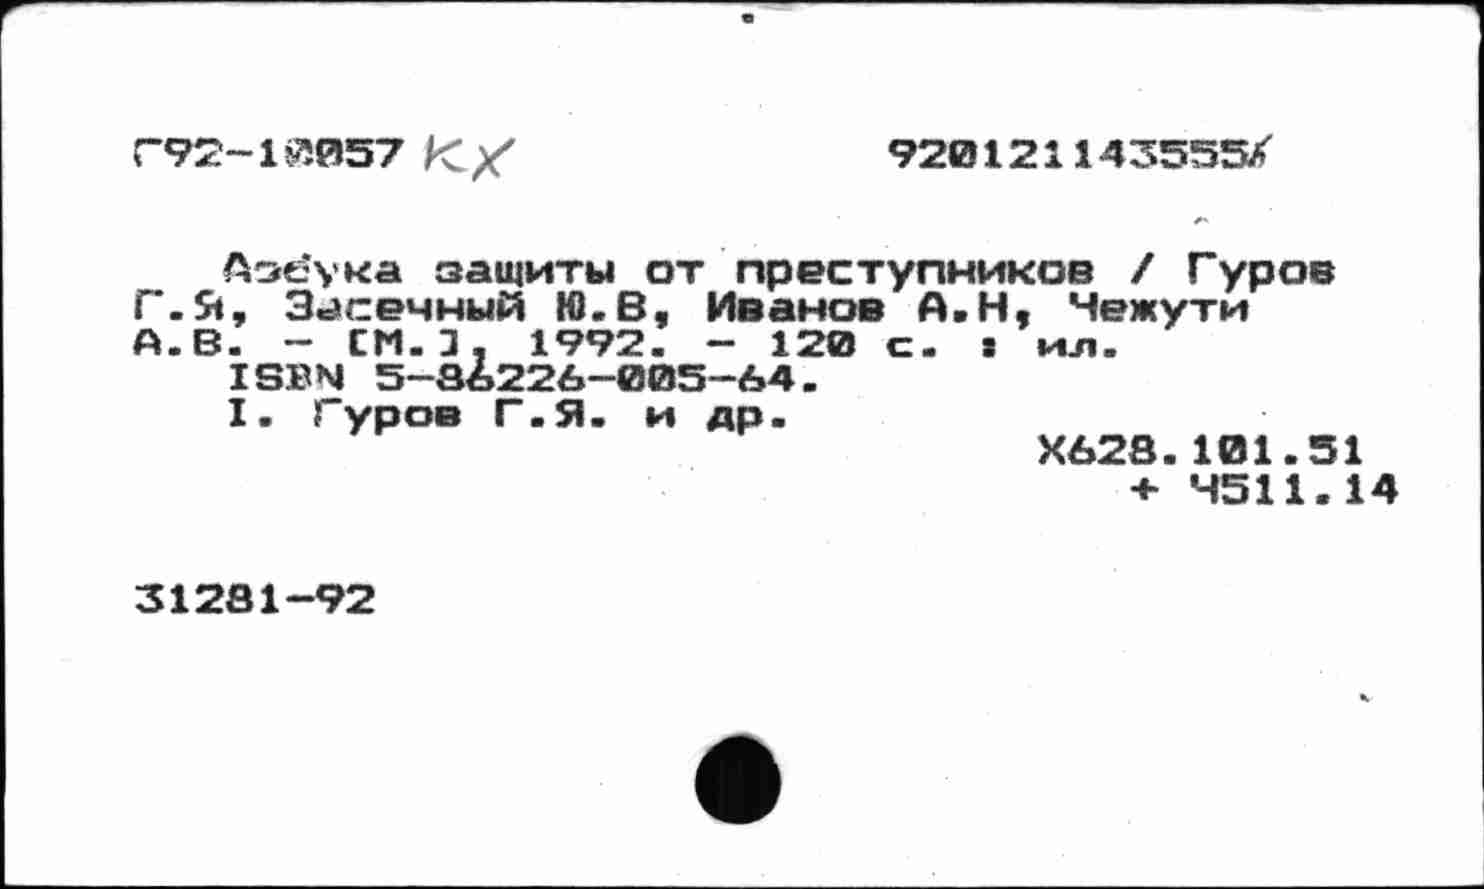 Г92-10057 КХ 920121143555
Азбука защиты от преступников / Гуров
Г.Я, Засечный Ю.В, Иванов А.Н, Чежути
А.В. - [М.], 1992. - 120 с. : ил.
ISBN 5-86226-005-64.
I. Гуров Г.Я. и др.
Х628.101.51
+ Ч511.14
31281-92